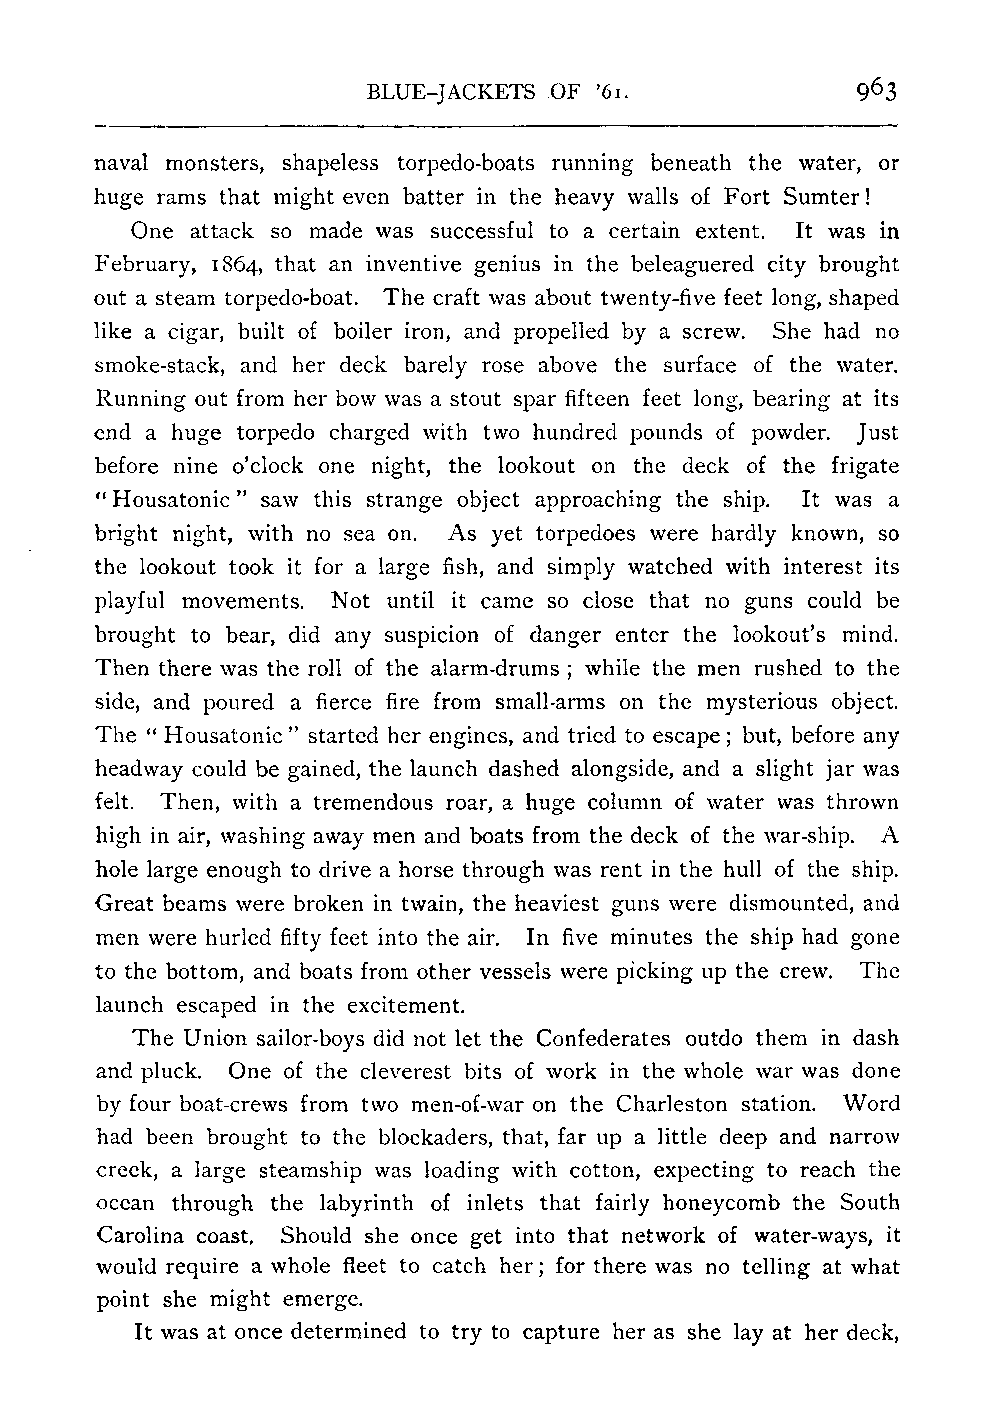 BLUE-JACKETS OF '61. 963
naval monsters, shapeless torpedo-boats running beneath the water, or
huge rams that might even batter in the heavy walls of Fort Sumter!
One attack so made was successful to a certain extent. It was in
February, 1864, that an inventive genius in the beleaguered city brought
out a steam torpedo-boat. The craft was about twenty-five feet long, shaped
like a cigar, built of boiler iron, and propelled by a screw. She had no
smoke-stack, and her deck barely rose above the surface of the water.
Running out from her bow was a stout spar fifteen feet long, bearing at its
end a huge torpedo charged with two hundred pounds of powder. Just
before nine o'clock one night, the lookout on the deck of the frigate
"Housatonic" saw this strange object approaching the ship. It was a
bright night, with no sea on. As yet torpedoes were hardly known, so
the lookout took it for a large fish, and simply watched with interest its
playful movements. Not until it came so close that no guns could be
brought to bear, did any suspicion of danger enter the lookout's mind.
Then there was the roll of the alarm-drums; while the men rushed to the
side, and poured a fierce fire from small-arms on the mysterious object.
The "Housatonic" started her engines, and tried to escape; but, before any
headway could be gained, the launch dashed alongside, and a slight jar was
felt. Then, with a tremendous roar, a huge column of water was thrown
high in air, washing away men and boats from the deck of the war-ship. A
hole large enough to drive a horse through was rent in the hull of the ship.
Great beams were broken in twain, the heaviest guns were dismounted, and
men were hurled fifty feet into the air. In five minutes the ship had gone
to the bottom, and boats from other vessels were picking up the crew. The
launch escaped in the excitement.
The Union sailor-boys did not let the Confederates outdo them in dash
and pluck. One of the cleverest bits of work in the whole war was done
by four boat-crews from two men-of-war on the Charleston station. Word
had been brought to the blockaders, that, far up a little deep and narrow
creek, a large steamship was loading with cotton, expecting to reach the
ocean through the labyrinth of inlets that fairly honeycomb the South
Carolina coast. Should she once get into that network of water-ways, it
would require a whole fleet to catch her; for there was no telling at what
point she might emerge.
It was at once determined to try to capture her as she lay at her deck,